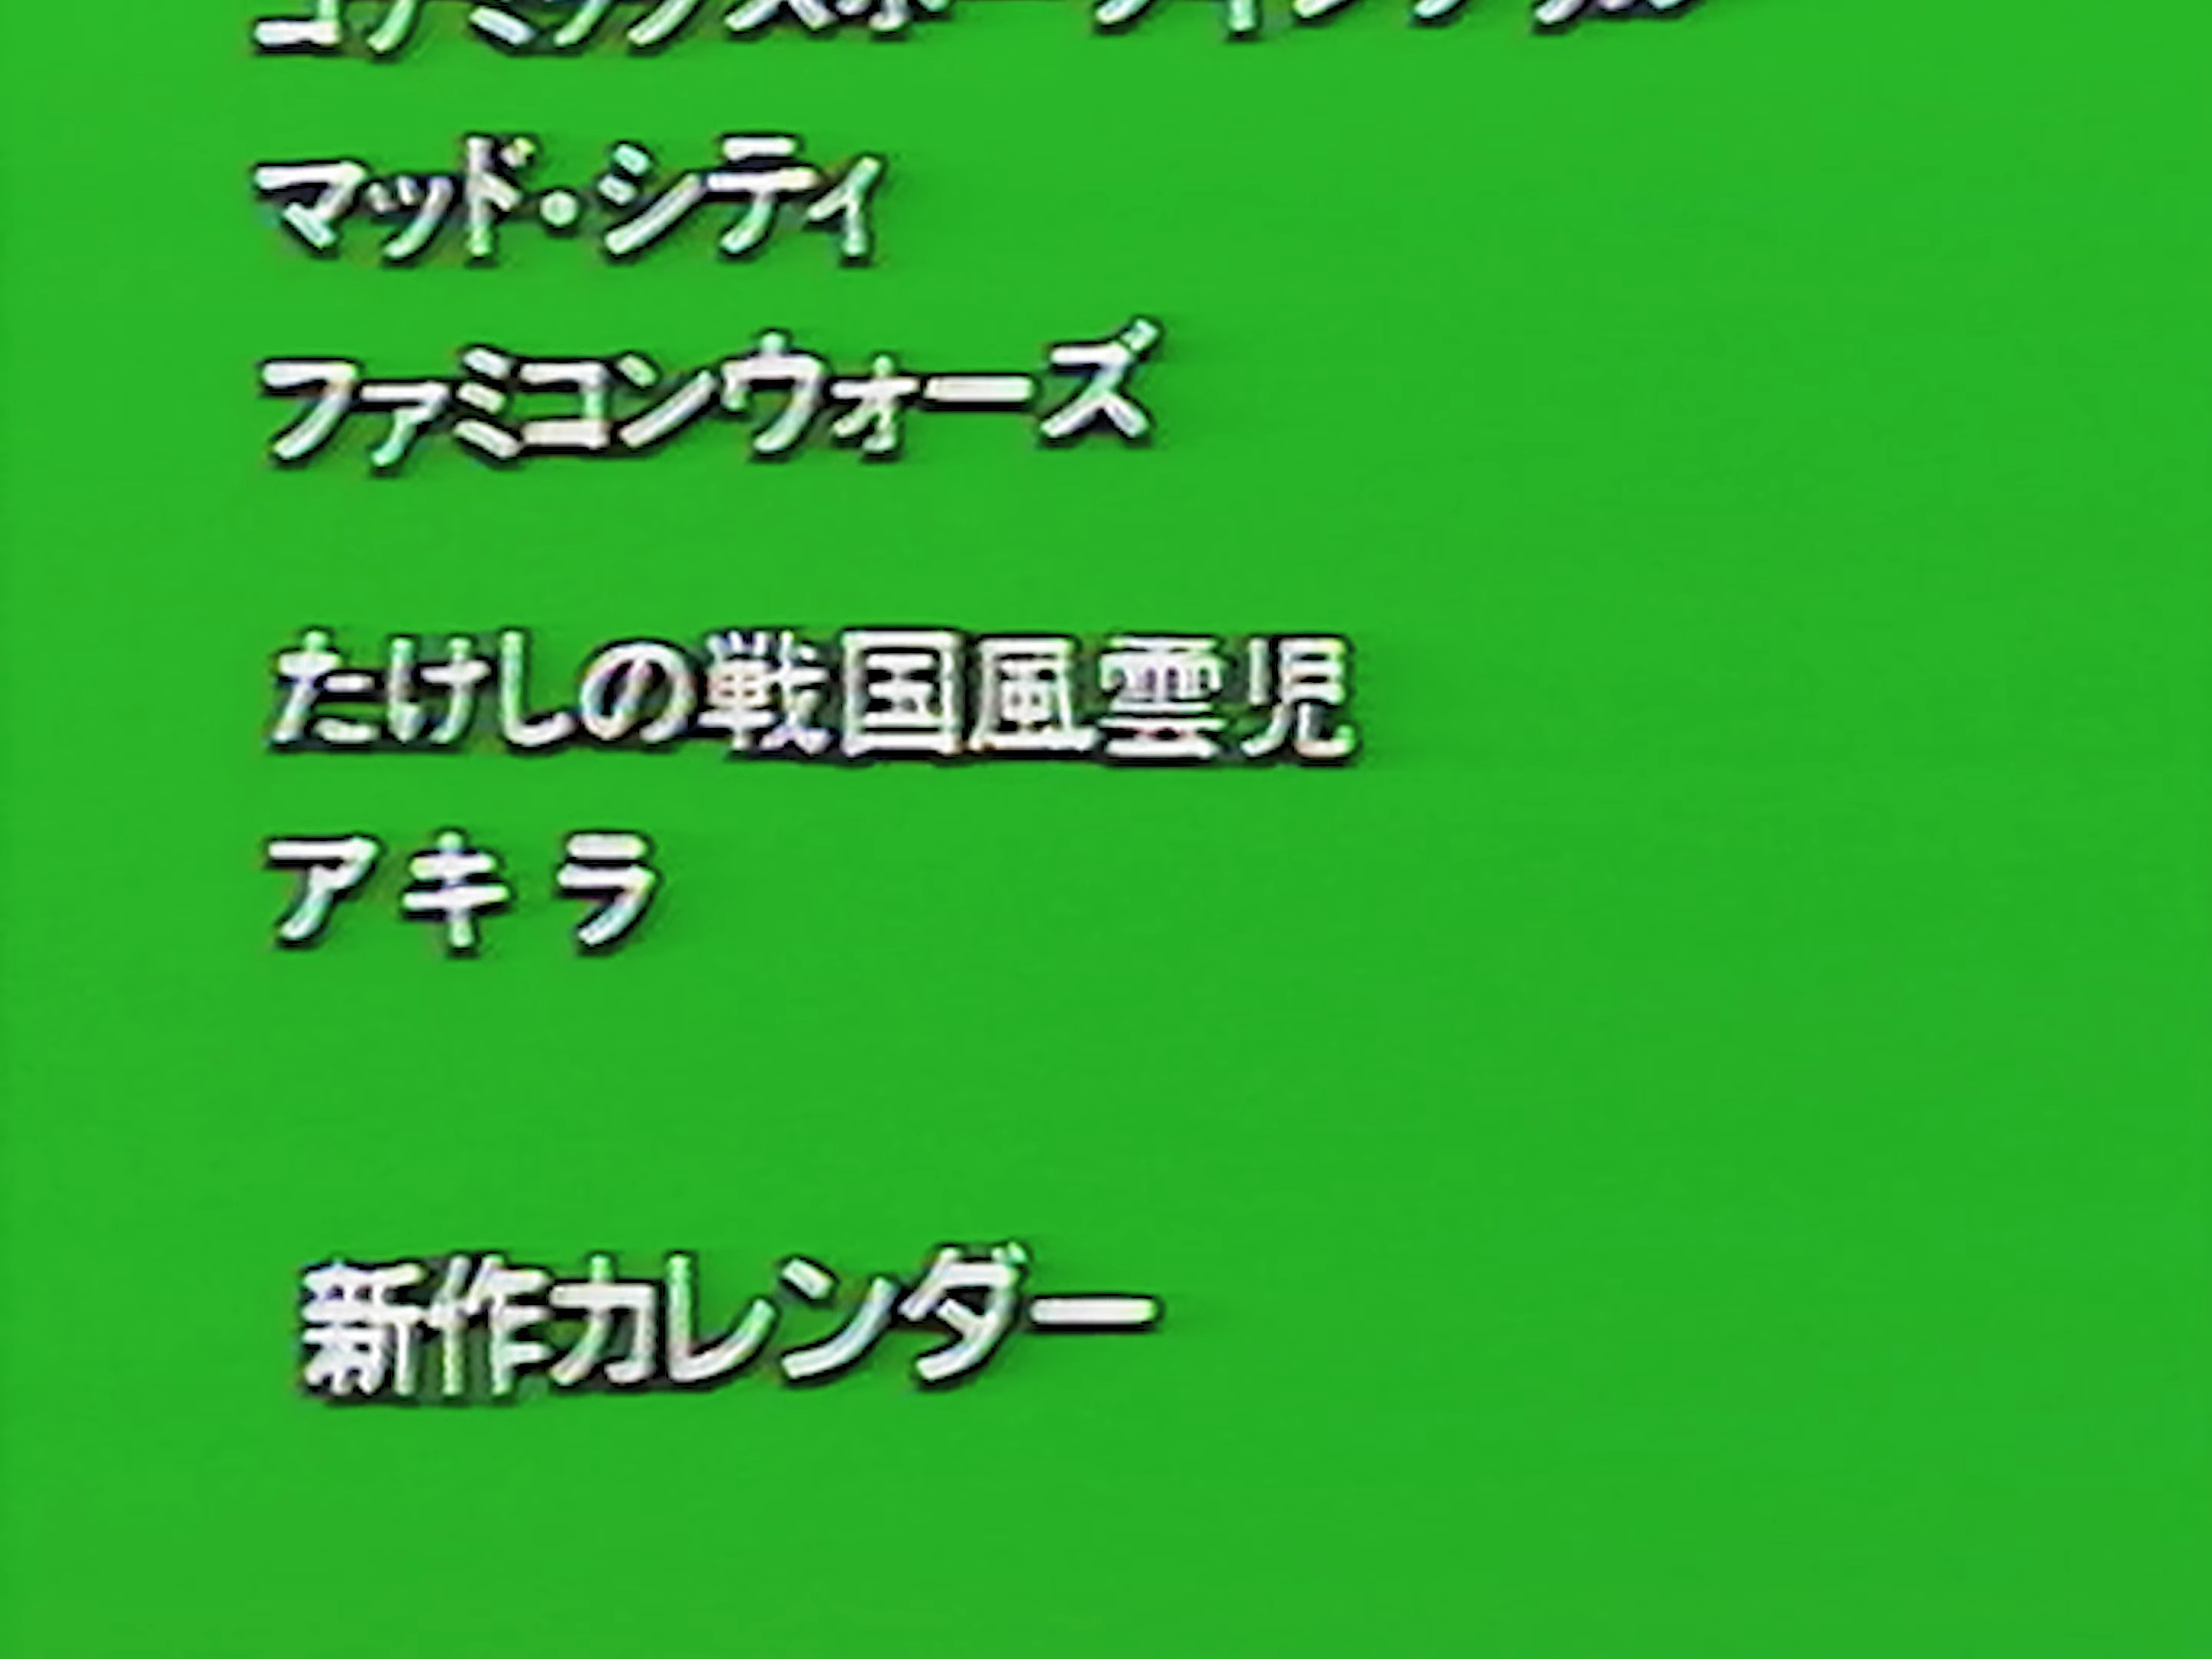 マッド・シティ
ファミコンウォーズ
たけしの戦国風雲児
アキラ
新作カレンダー